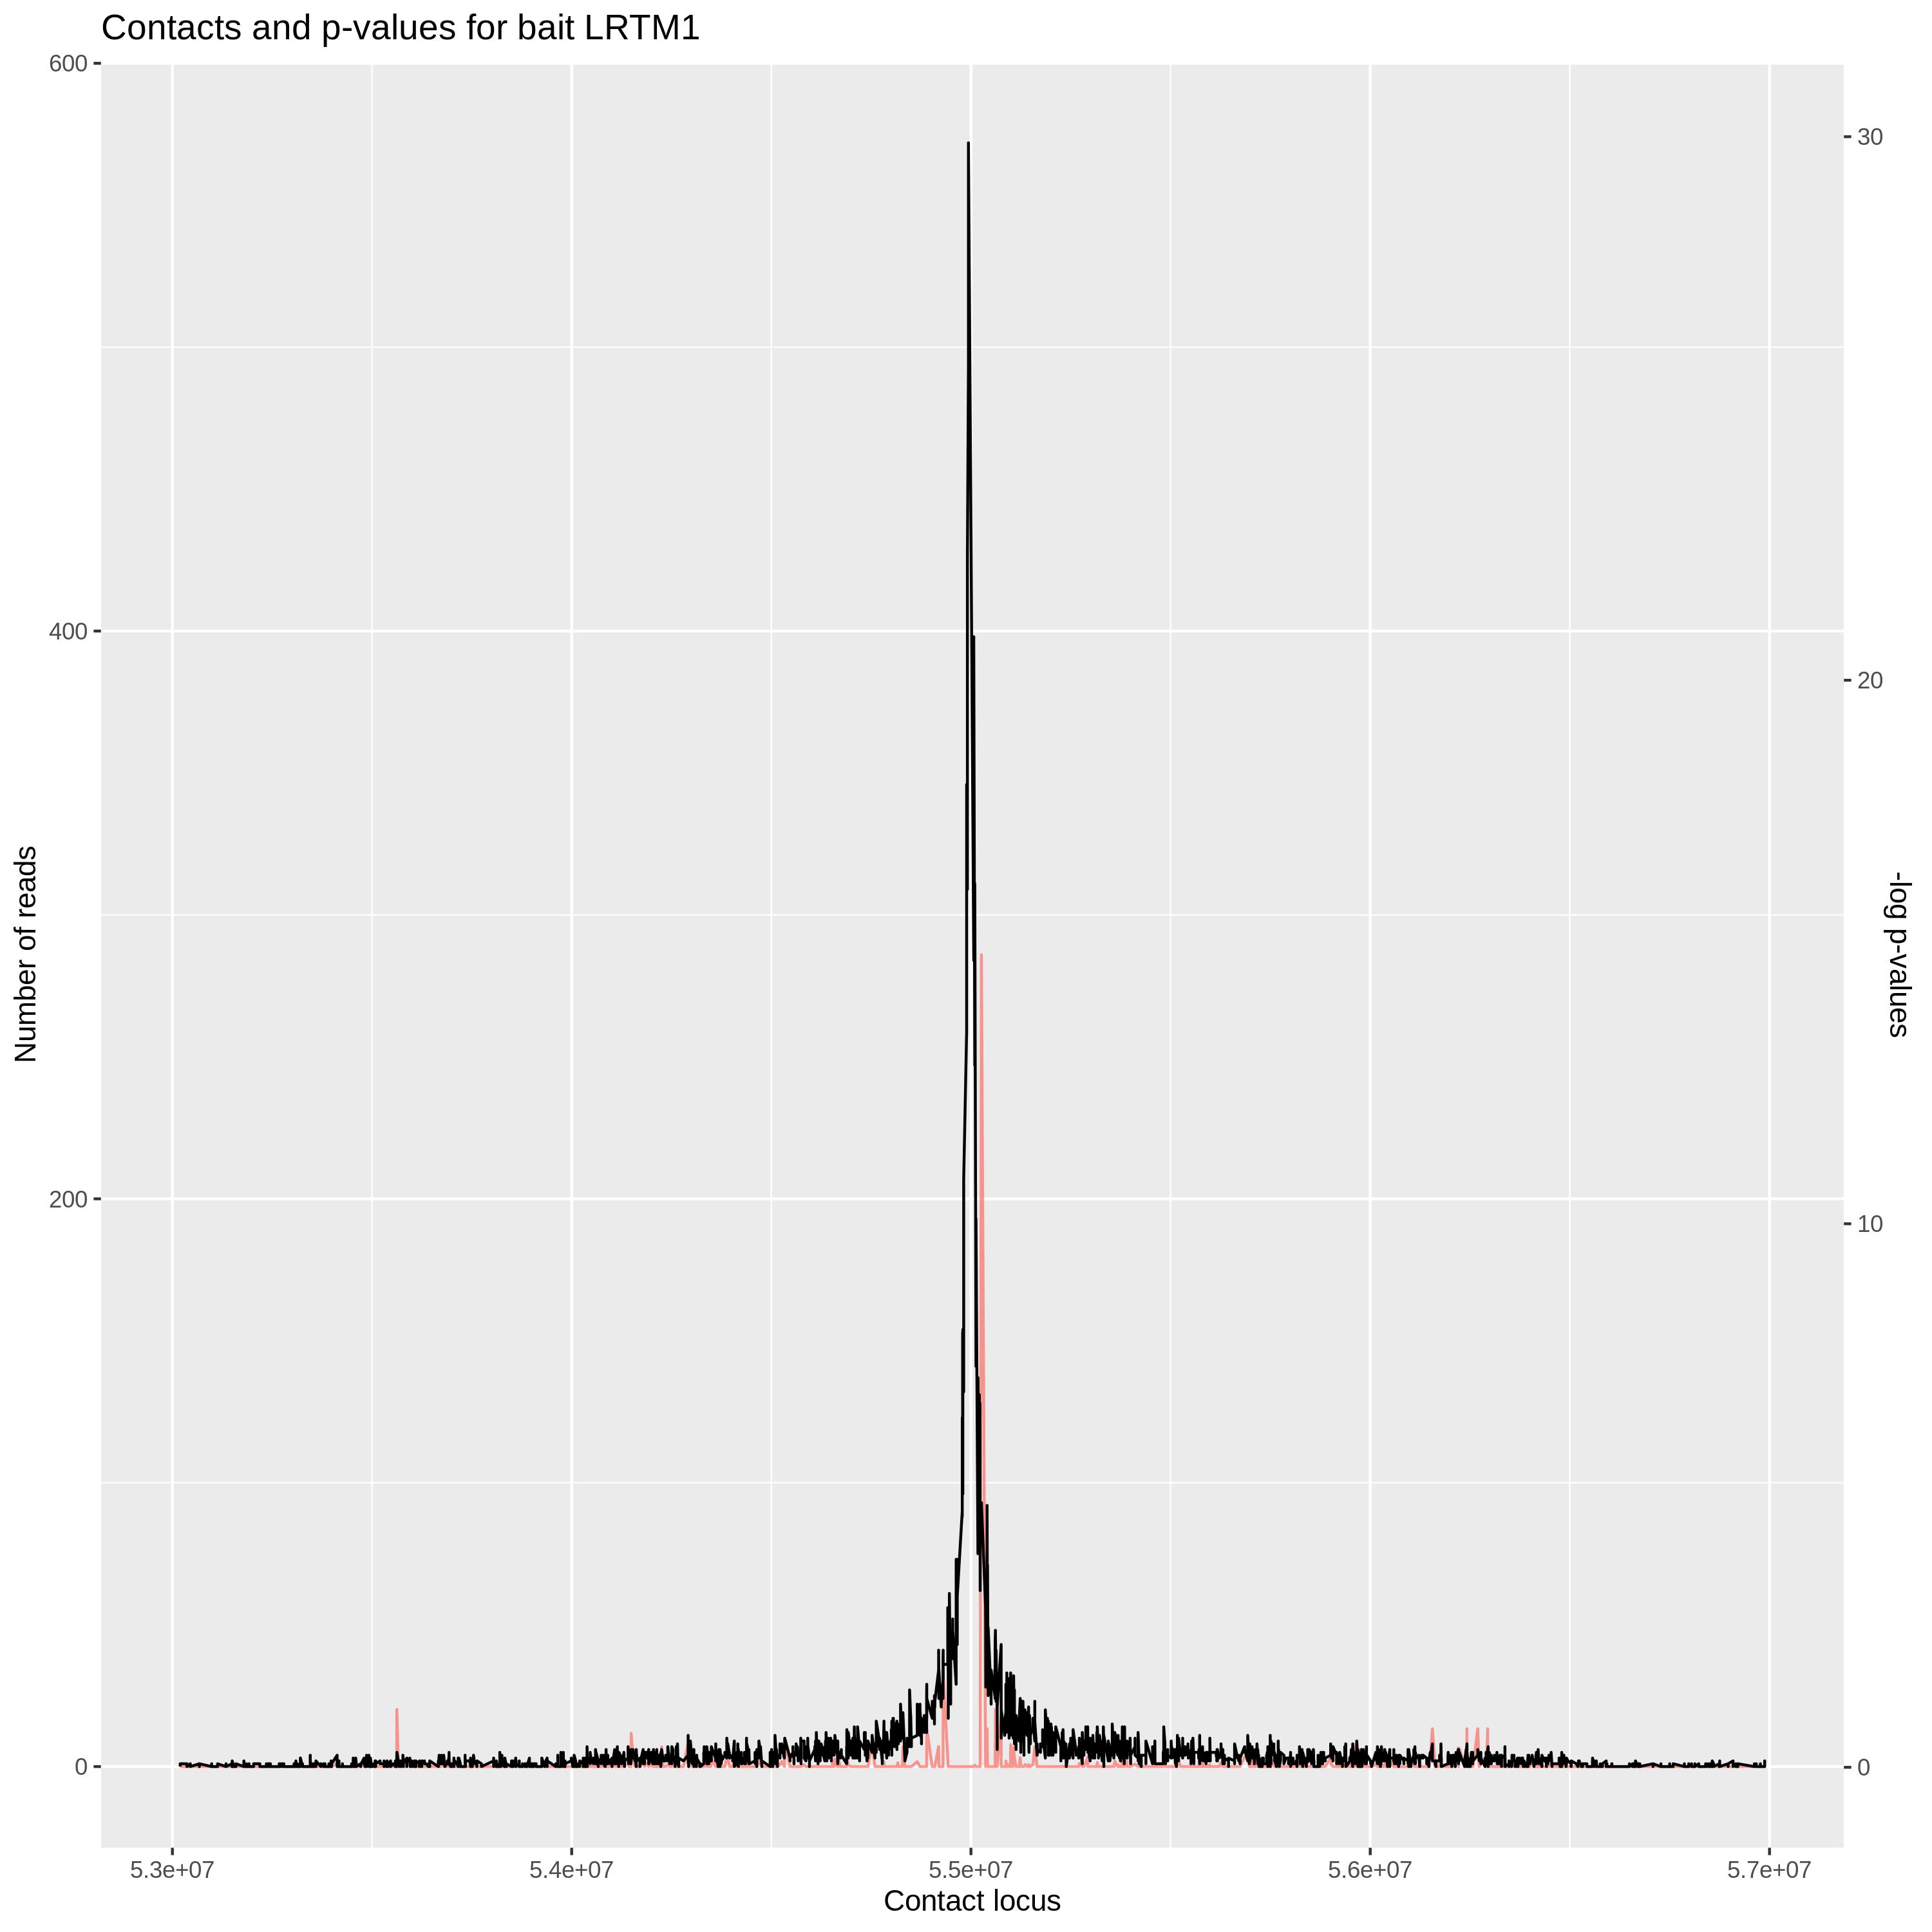 Contacts and p-values for bait LRTM1
600
400
200
0
30
20
10
0
Number of reads
-log p-values
5.3e+07 5.4e+07 5.5e+07 5.6e+07 5.7e+07
Contact locus